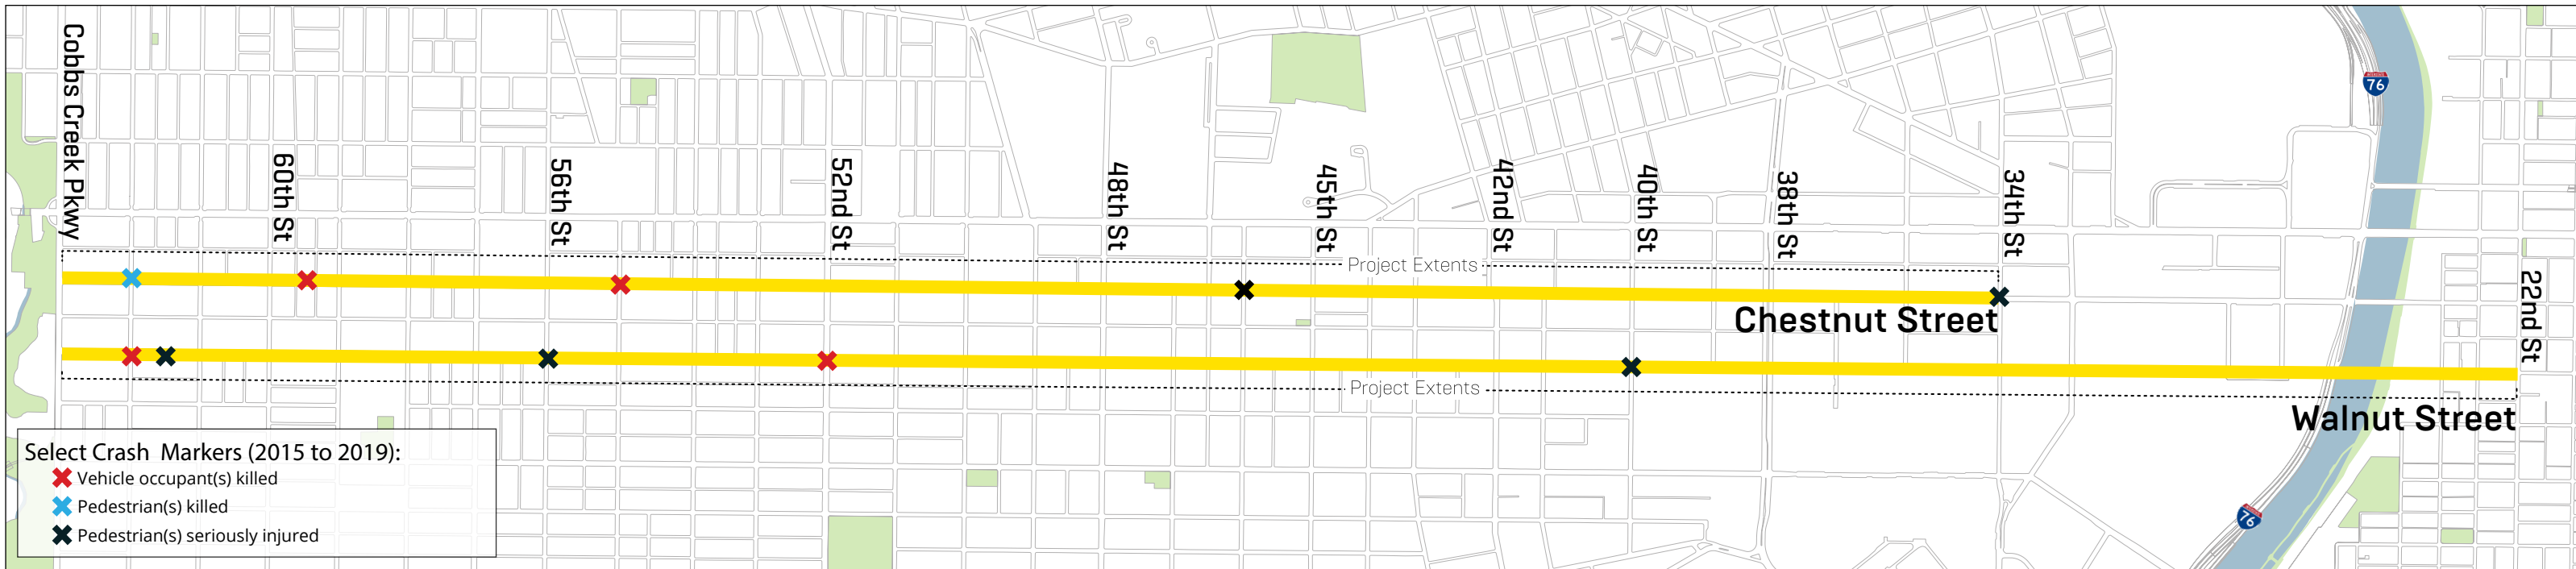 Cobbs Creek Pkwy
60th St
56th St
52nd St
48th St
45th St
42nd St
40th St
38th St
34th St
22nd St
76
Project Extents
Chestnut Street
Project Extents
Walnut Street
76
Select Crash Markers (2015 to 2019):
Vehicle occupant(s) killed
Pedestrian(s) killed
Pedestrian(s) seriously injured